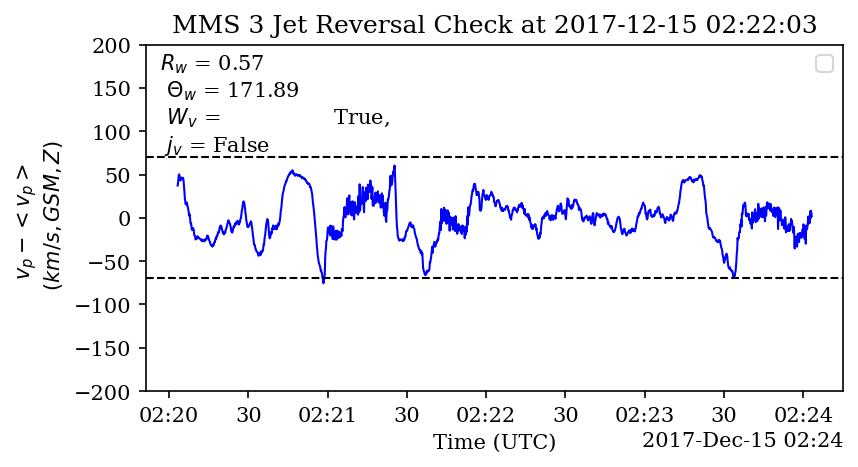 MMS 3 Jet Reversal Check at 2017-12-15 02:22:03
R_w = 0.57
Θ_w = 171.89
W_v = True,
j_v = False
v_p − < v_p >
(km/s, GSM, Z)
200
150
100
50
0
−50
−100
−150
−200
02:20 30 02:21 30 02:22 30 02:23 30 02:24
Time (UTC) 2017-Dec-15 02:24